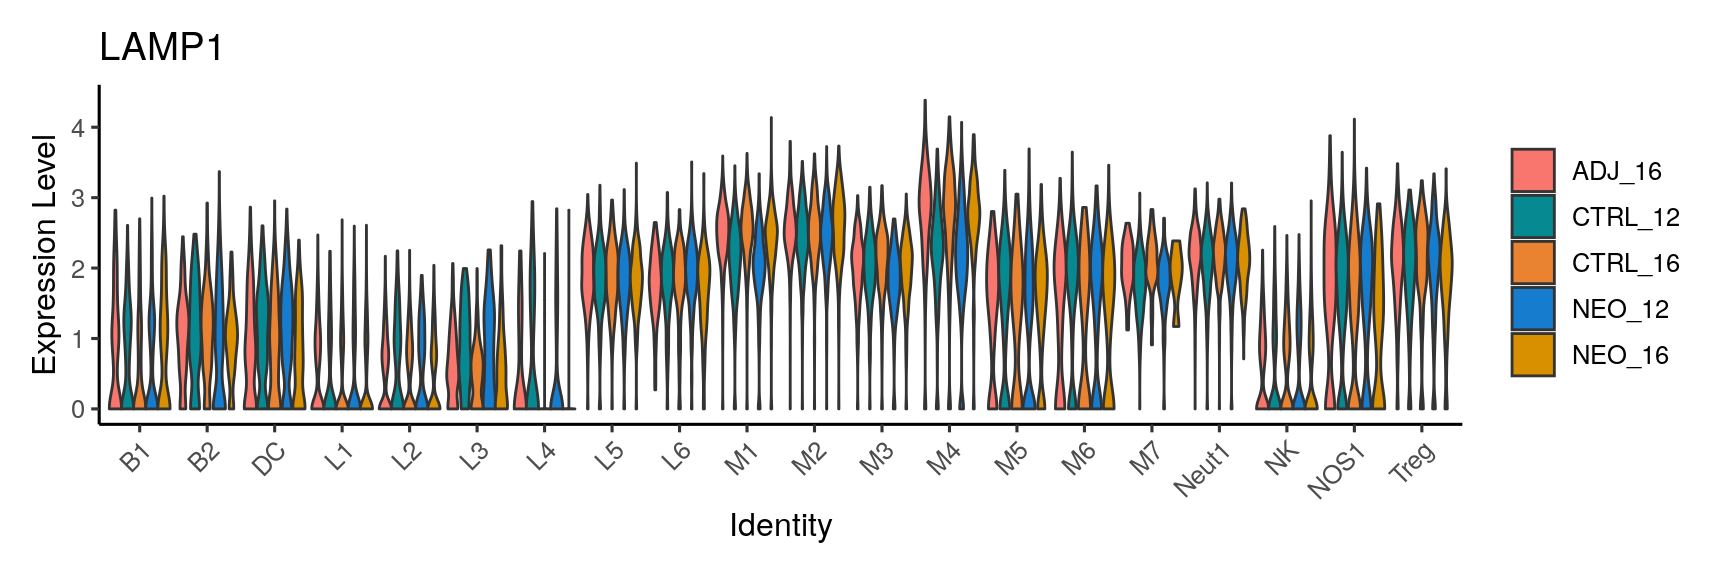 LAMP1
Expression Level
4
3
2
1
0
B1
B2
DC
L1
L2
L3
L4
L5
L6
M1
M2
M3
M4
M5
M6
M7
Neut1
NK
NOS1
Treg
Identity
ADJ_16
CTRL_12
CTRL_16
NEO_12
NEO_16